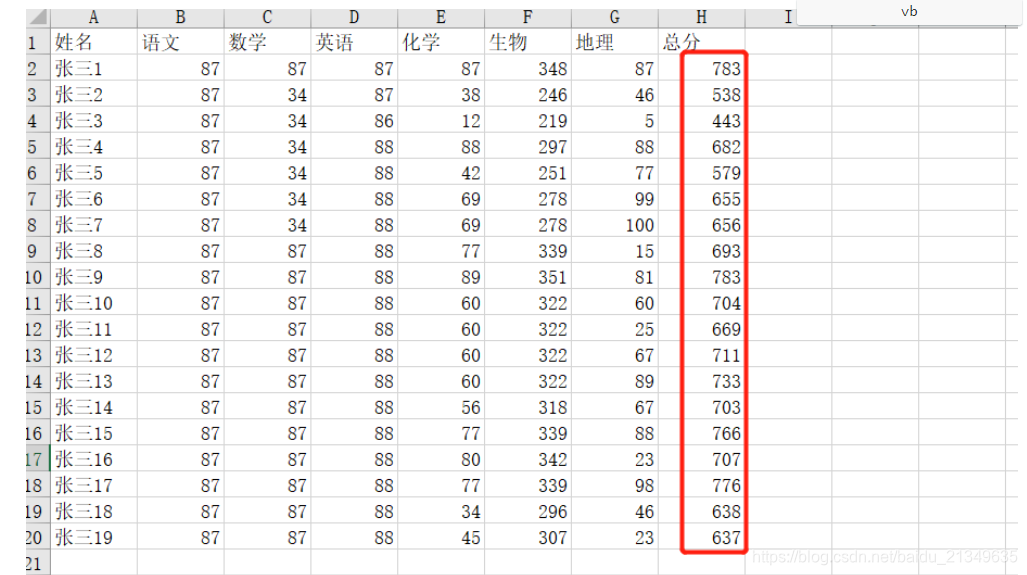 A B C D E F G H I vb
1 姓名 语文 数学 英语 化学 生物 地理 总分
2 张三1 87 87 87 87 348 87 783
3 张三2 87 34 87 38 246 46 538
4 张三3 87 34 86 12 219 5 443
5 张三4 87 34 88 88 297 88 682
6 张三5 87 34 88 42 251 77 579
7 张三6 87 34 88 69 278 99 655
8 张三7 87 34 88 69 278 100 656
9 张三8 87 87 88 77 339 15 693
10 张三9 87 87 88 89 351 81 783
11 张三10 87 87 88 60 322 60 704
12 张三11 87 87 88 60 322 25 669
13 张三12 87 87 88 60 322 67 711
14 张三13 87 87 88 60 322 89 733
15 张三14 87 87 88 56 318 67 703
16 张三15 87 87 88 77 339 88 766
17 张三16 87 87 88 80 342 23 707
18 张三17 87 87 88 77 339 98 776
19 张三18 87 87 88 34 296 46 638
20 张三19 87 87 88 45 307 23 637
21
https://blog.csdn.net/baidu_21349635